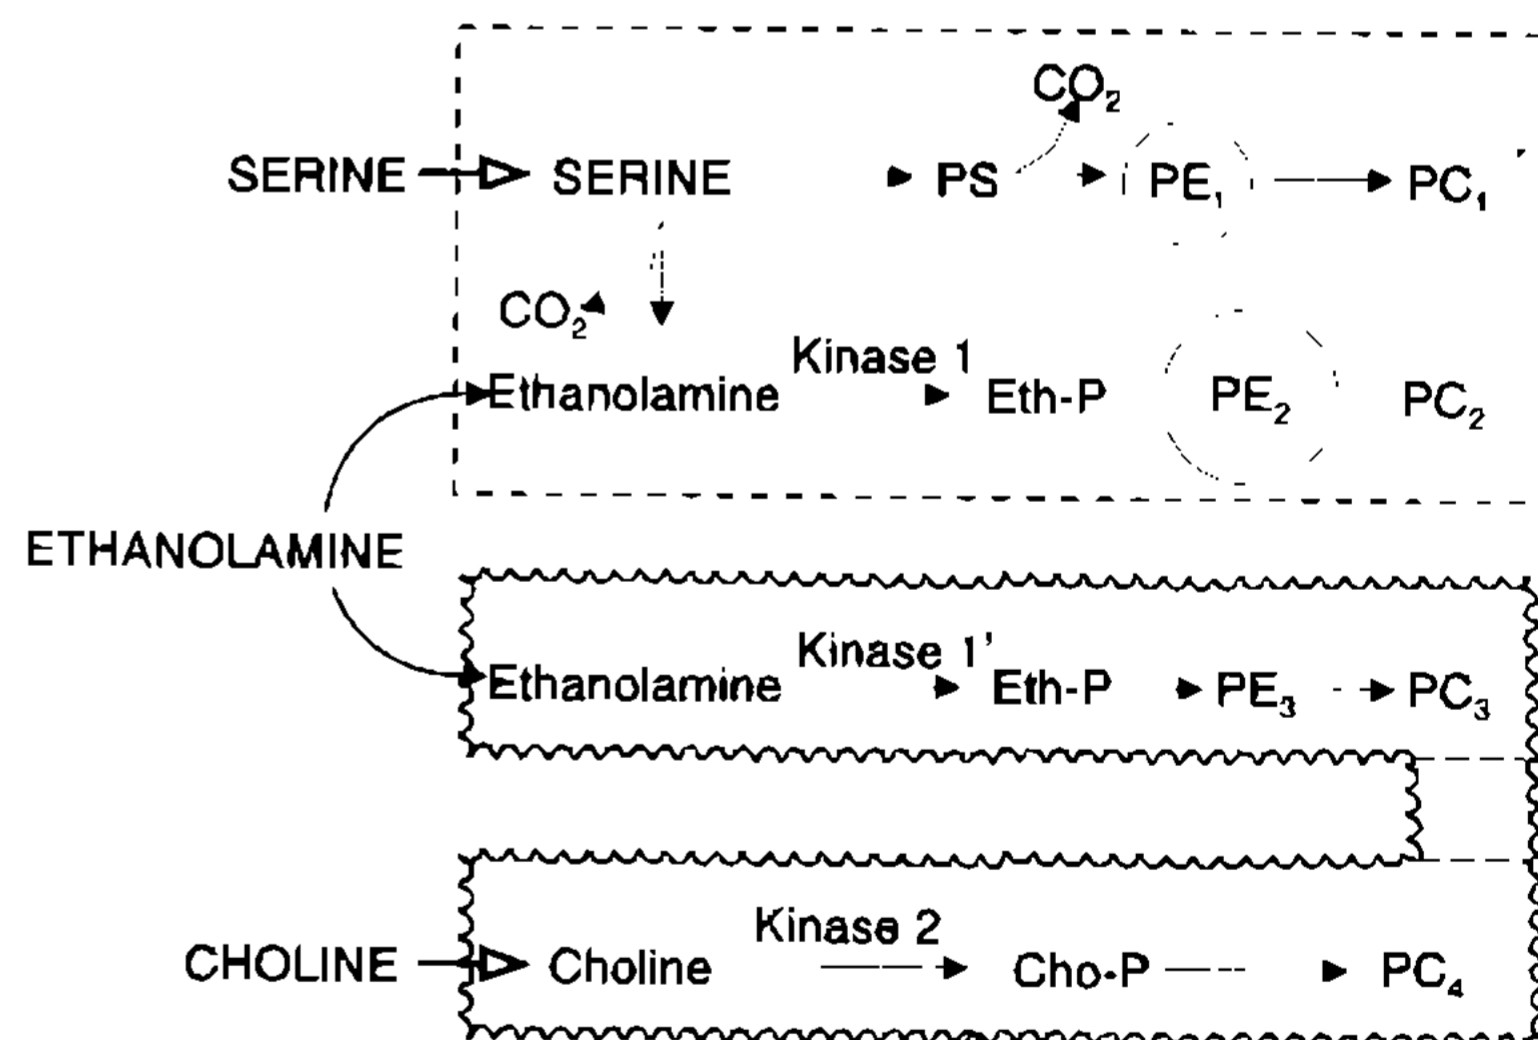 CO₂
SERINE SERINE PS PE₁ PC₁
CO₂
Kinase 1
Ethanolamine Eth-P PE₂ PC₂
ETHANOLAMINE
Kinase 1'
Ethanolamine Eth-P PE₃ PC₃
Kinase 2
CHOLINE Choline Cho-P PC₄